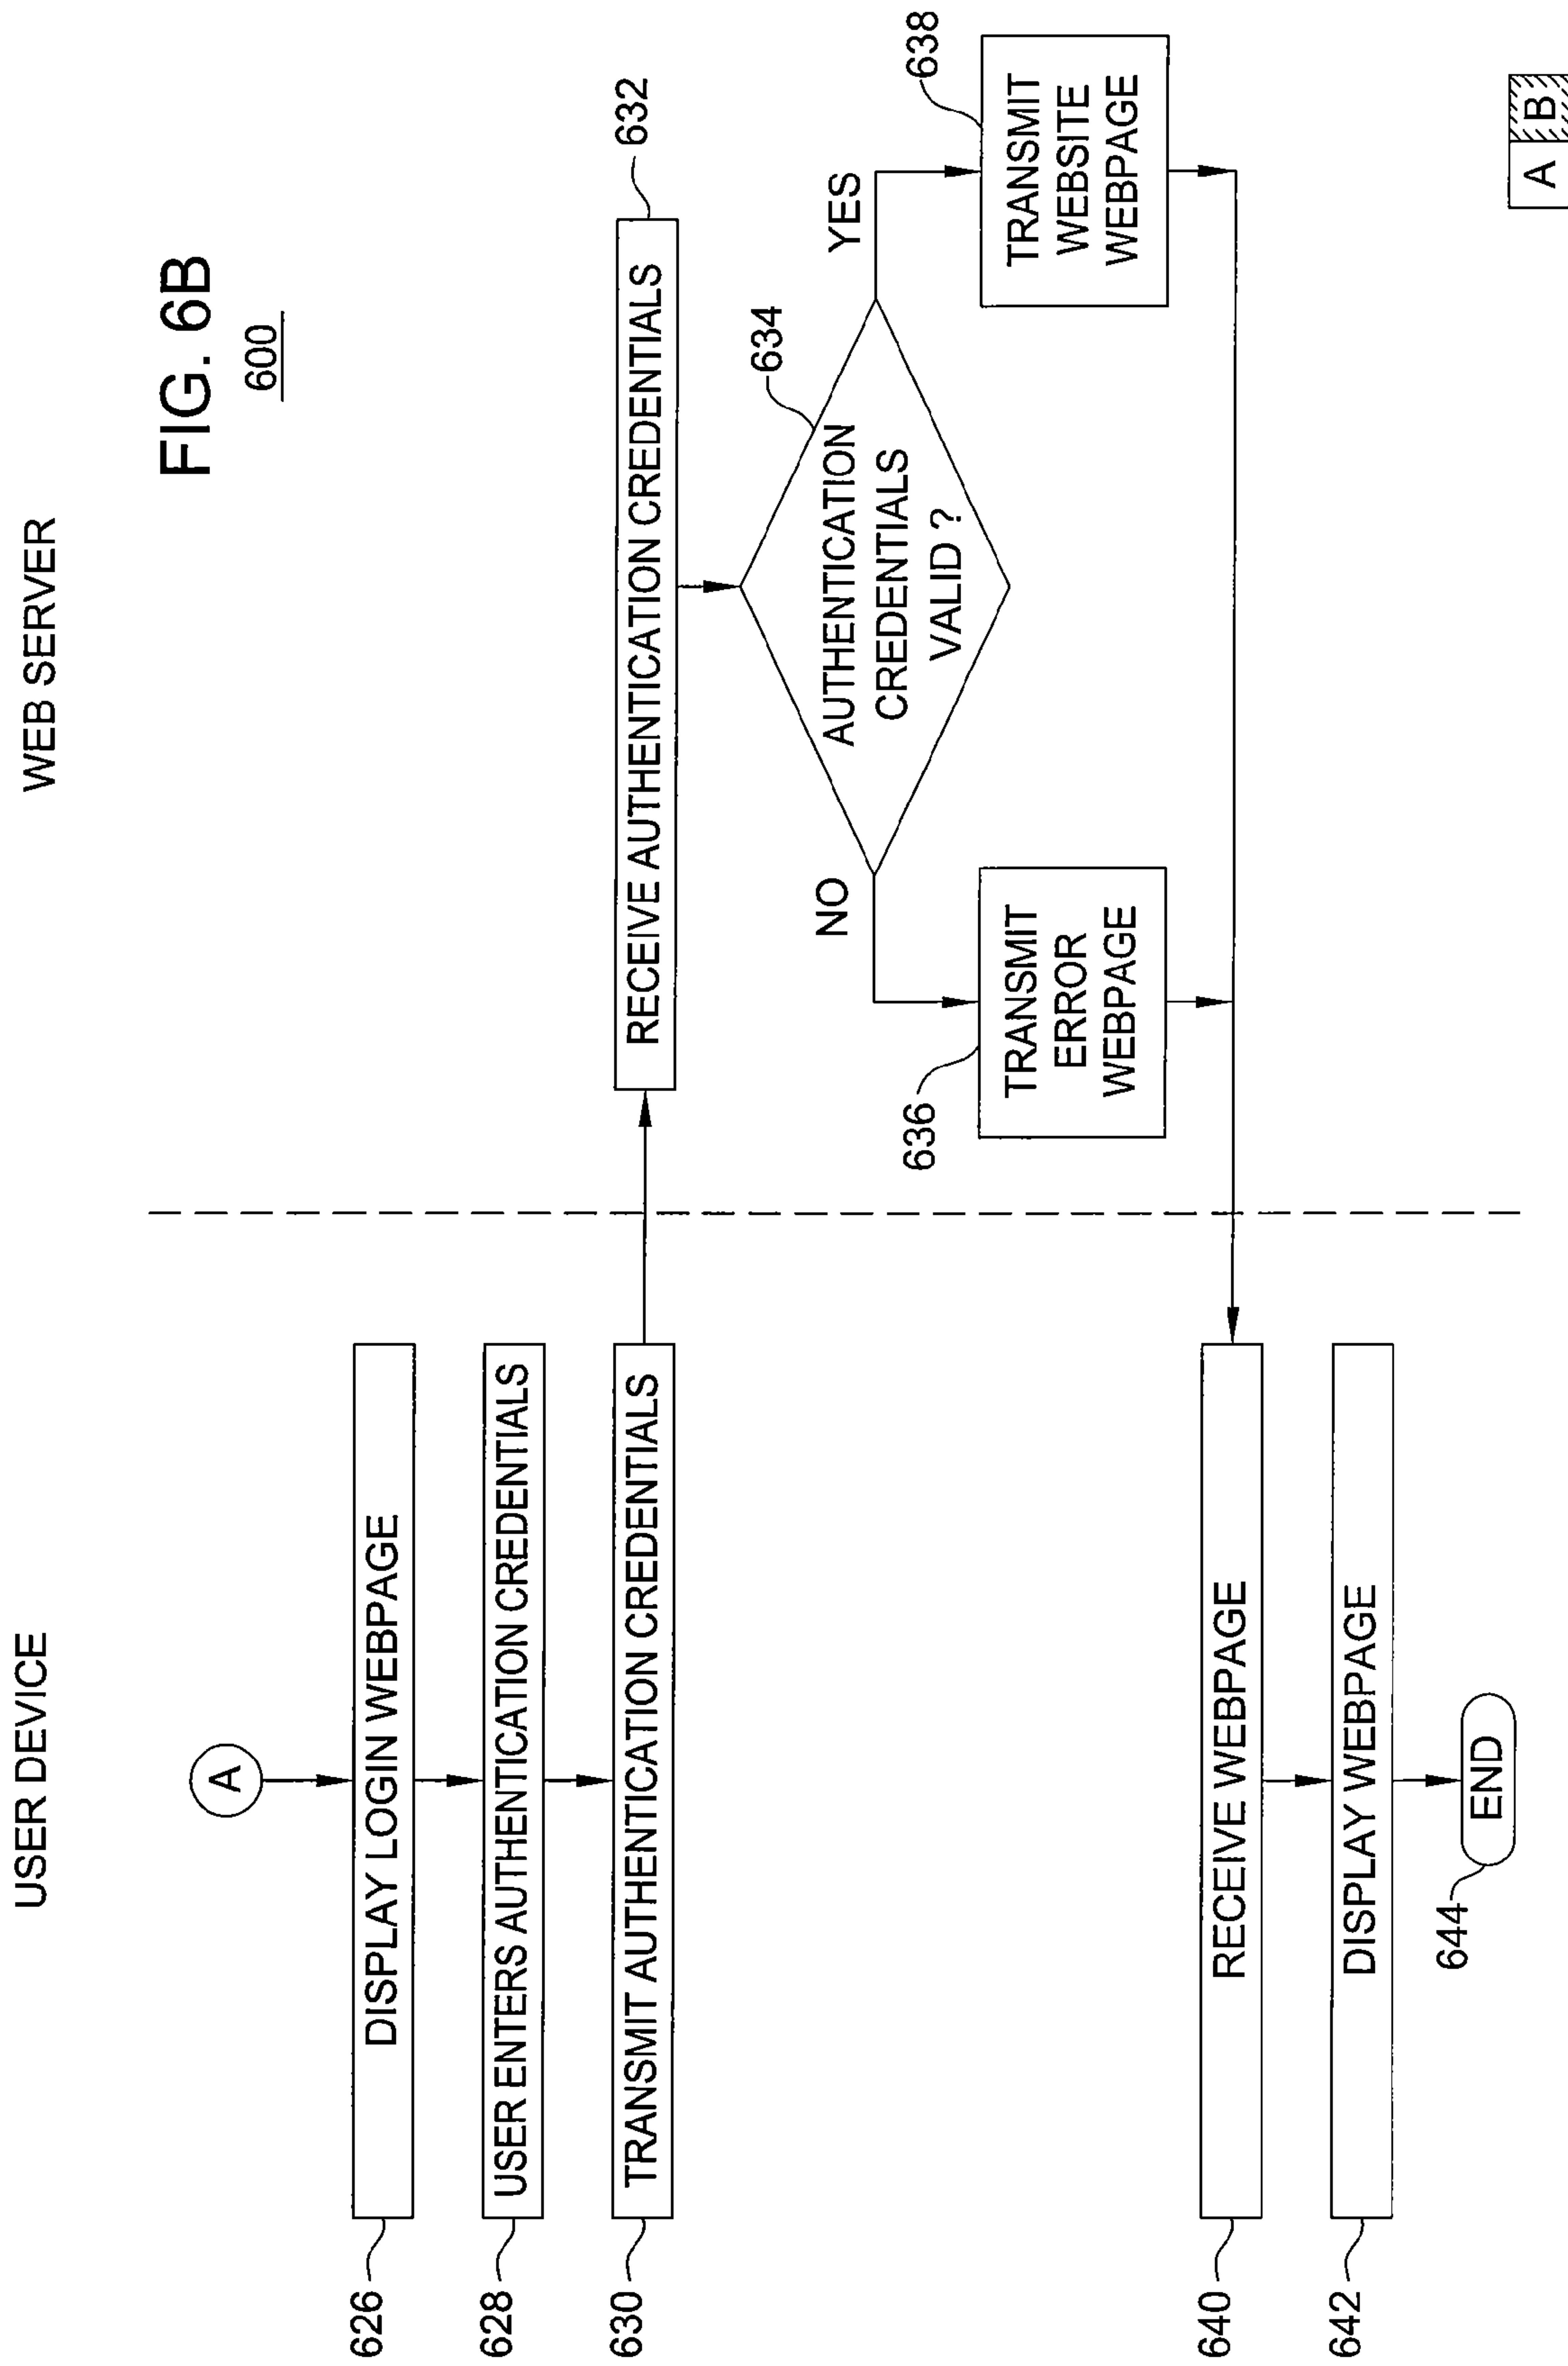 FIG. 6B
600
USER DEVICE
WEB SERVER
A
626
DISPLAY LOGIN WEBPAGE
628
USER ENTERS AUTHENTICATION CREDENTIALS
630
TRANSMIT AUTHENTICATION CREDENTIALS
RECEIVE AUTHENTICATION CREDENTIALS
632
634
AUTHENTICATION
CREDENTIALS
VALID ?
NO
YES
636
TRANSMIT
ERROR
WEBPAGE
638
TRANSMIT
WEBSITE
WEBPAGE
640
RECEIVE WEBPAGE
642
DISPLAY WEBPAGE
644
END
A
B